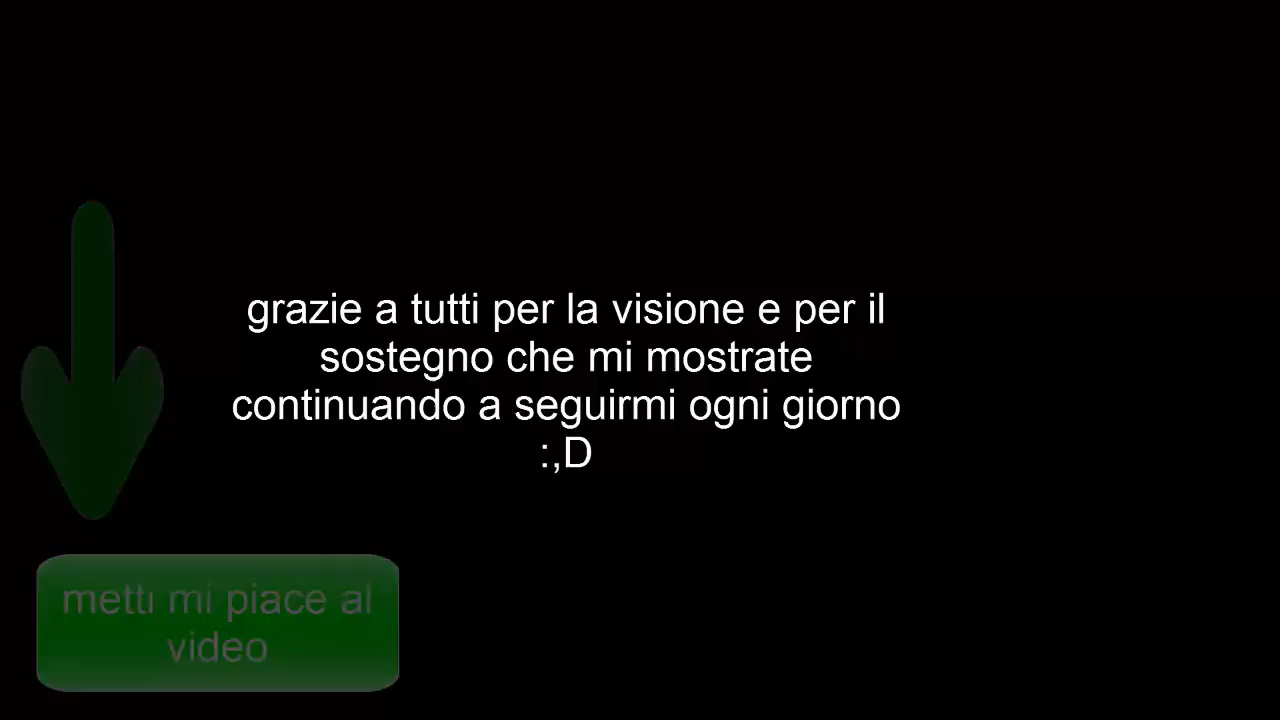 grazie a tutti per la visione e per il
sostegno che mi mostrate
continuando a seguirmi ogni giorno
:,D
metti mi piace al
video